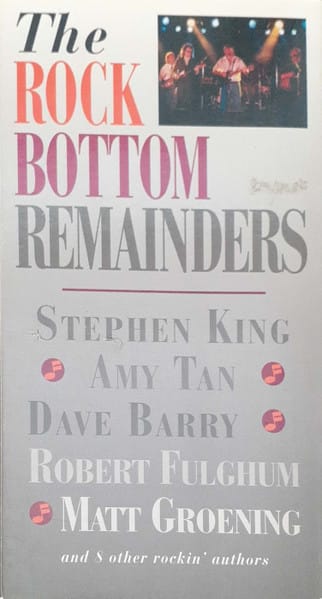 The
ROCK
BOTTOM
REMAINDERS
STEPHEN KING
AMY TAN
DAVE BARRY
ROBERT FULGHUM
MATT GROENING
and 8 other rockin' authors